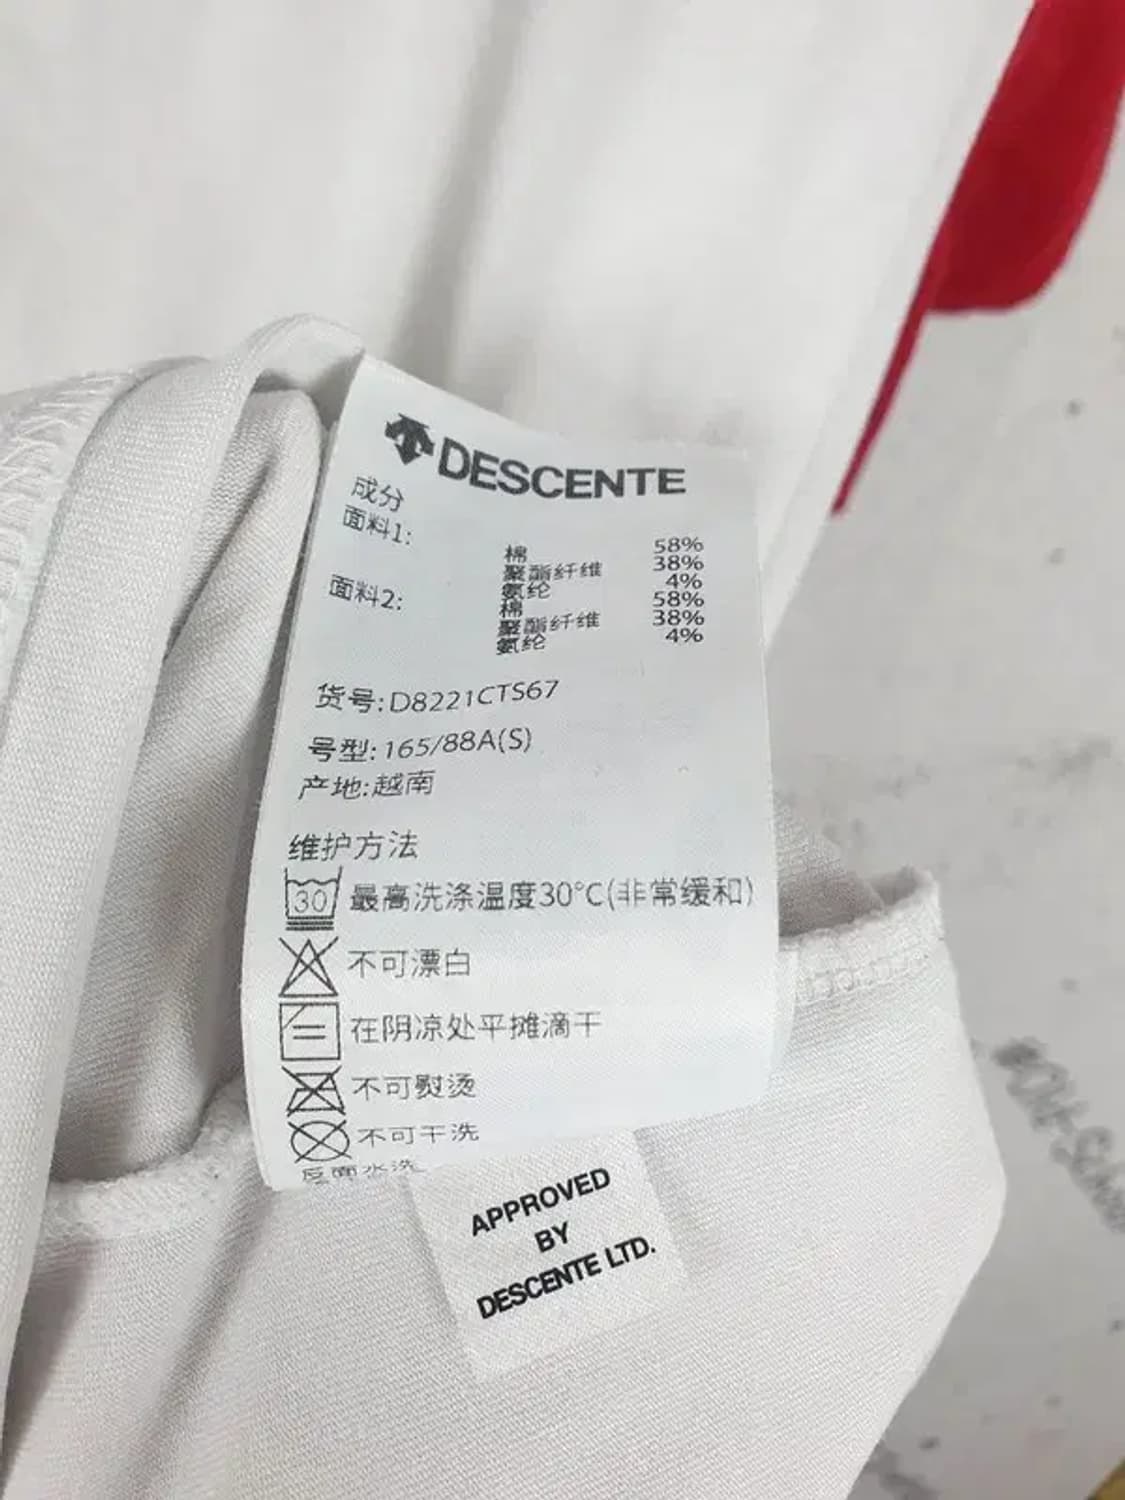 DESCENTE
成分
面料1:
棉 58%
聚酯纤维 38%
氨纶 4%
面料2:
棉 58%
聚酯纤维 38%
氨纶 4%
货号:D8221CTS67
号型:165/88A(S)
产地:越南
维护方法
30 最高洗涤温度30℃(非常缓和)
不可漂白
在阴凉处平摊滴干
不可熨烫
不可干洗
反面水洗
APPROVED
BY
DESCENTE LTD.